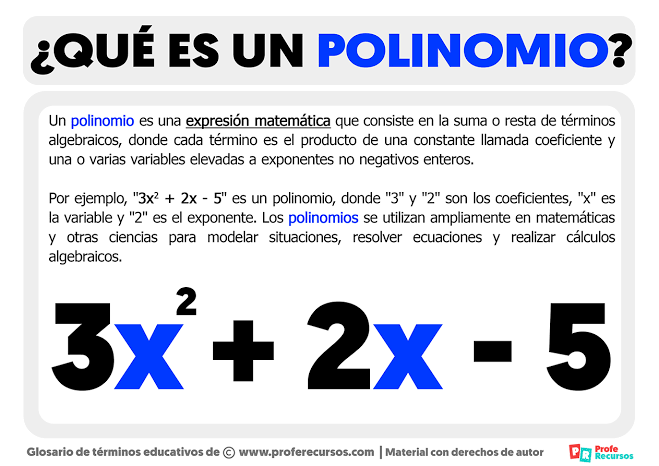 ¿QUÉ ES UN POLINOMIO?
Un polinomio es una expresión matemática que consiste en la suma o resta de términos
algebraicos, donde cada término es el producto de una constante llamada coeficiente y
una o varias variables elevadas a exponentes no negativos enteros.
Por ejemplo, "3x² + 2x - 5" es un polinomio, donde "3" y "2" son los coeficientes, "x" es
la variable y "2" es el exponente. Los polinomios se utilizan ampliamente en matemáticas
y otras ciencias para modelar situaciones, resolver ecuaciones y realizar cálculos
algebraicos.
3x² + 2x - 5
Glosario de términos educativos de © www.proferecursos.com | Material con derechos de autor
PR Profe
Recursos